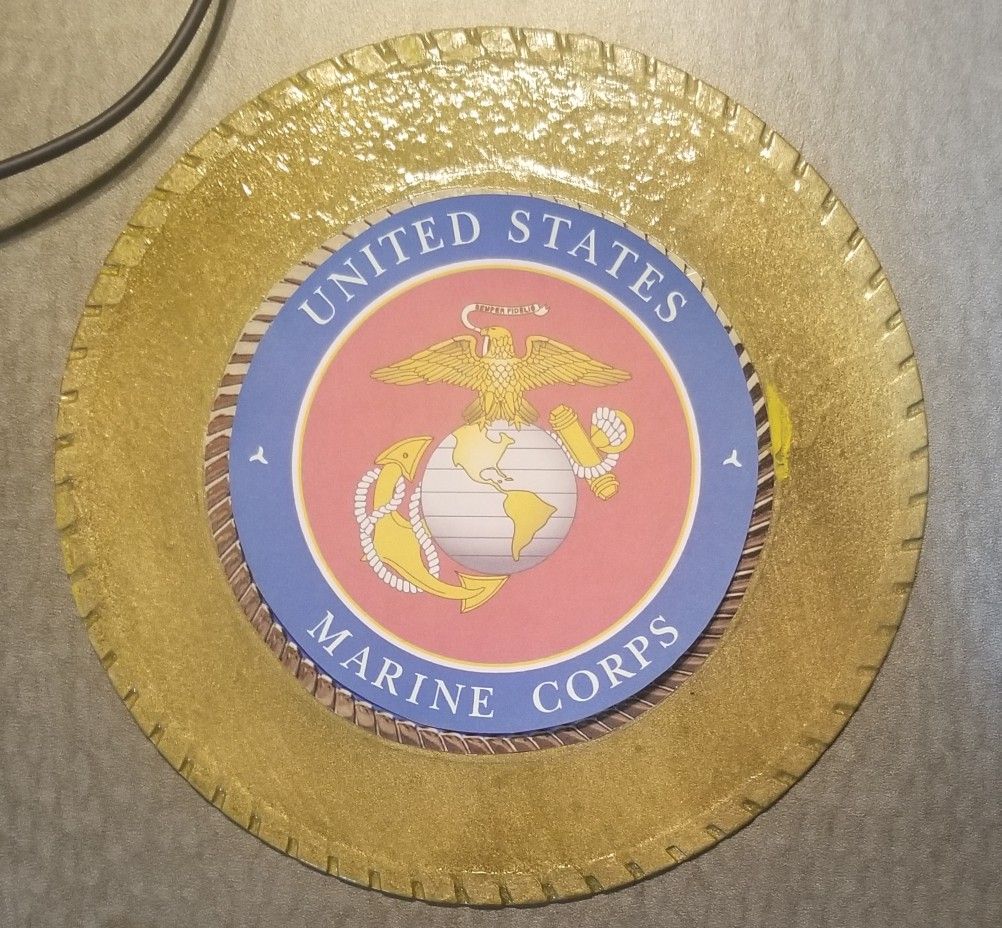 UNITED STATES
SEMPER FIDELIS
MARINE CORPS